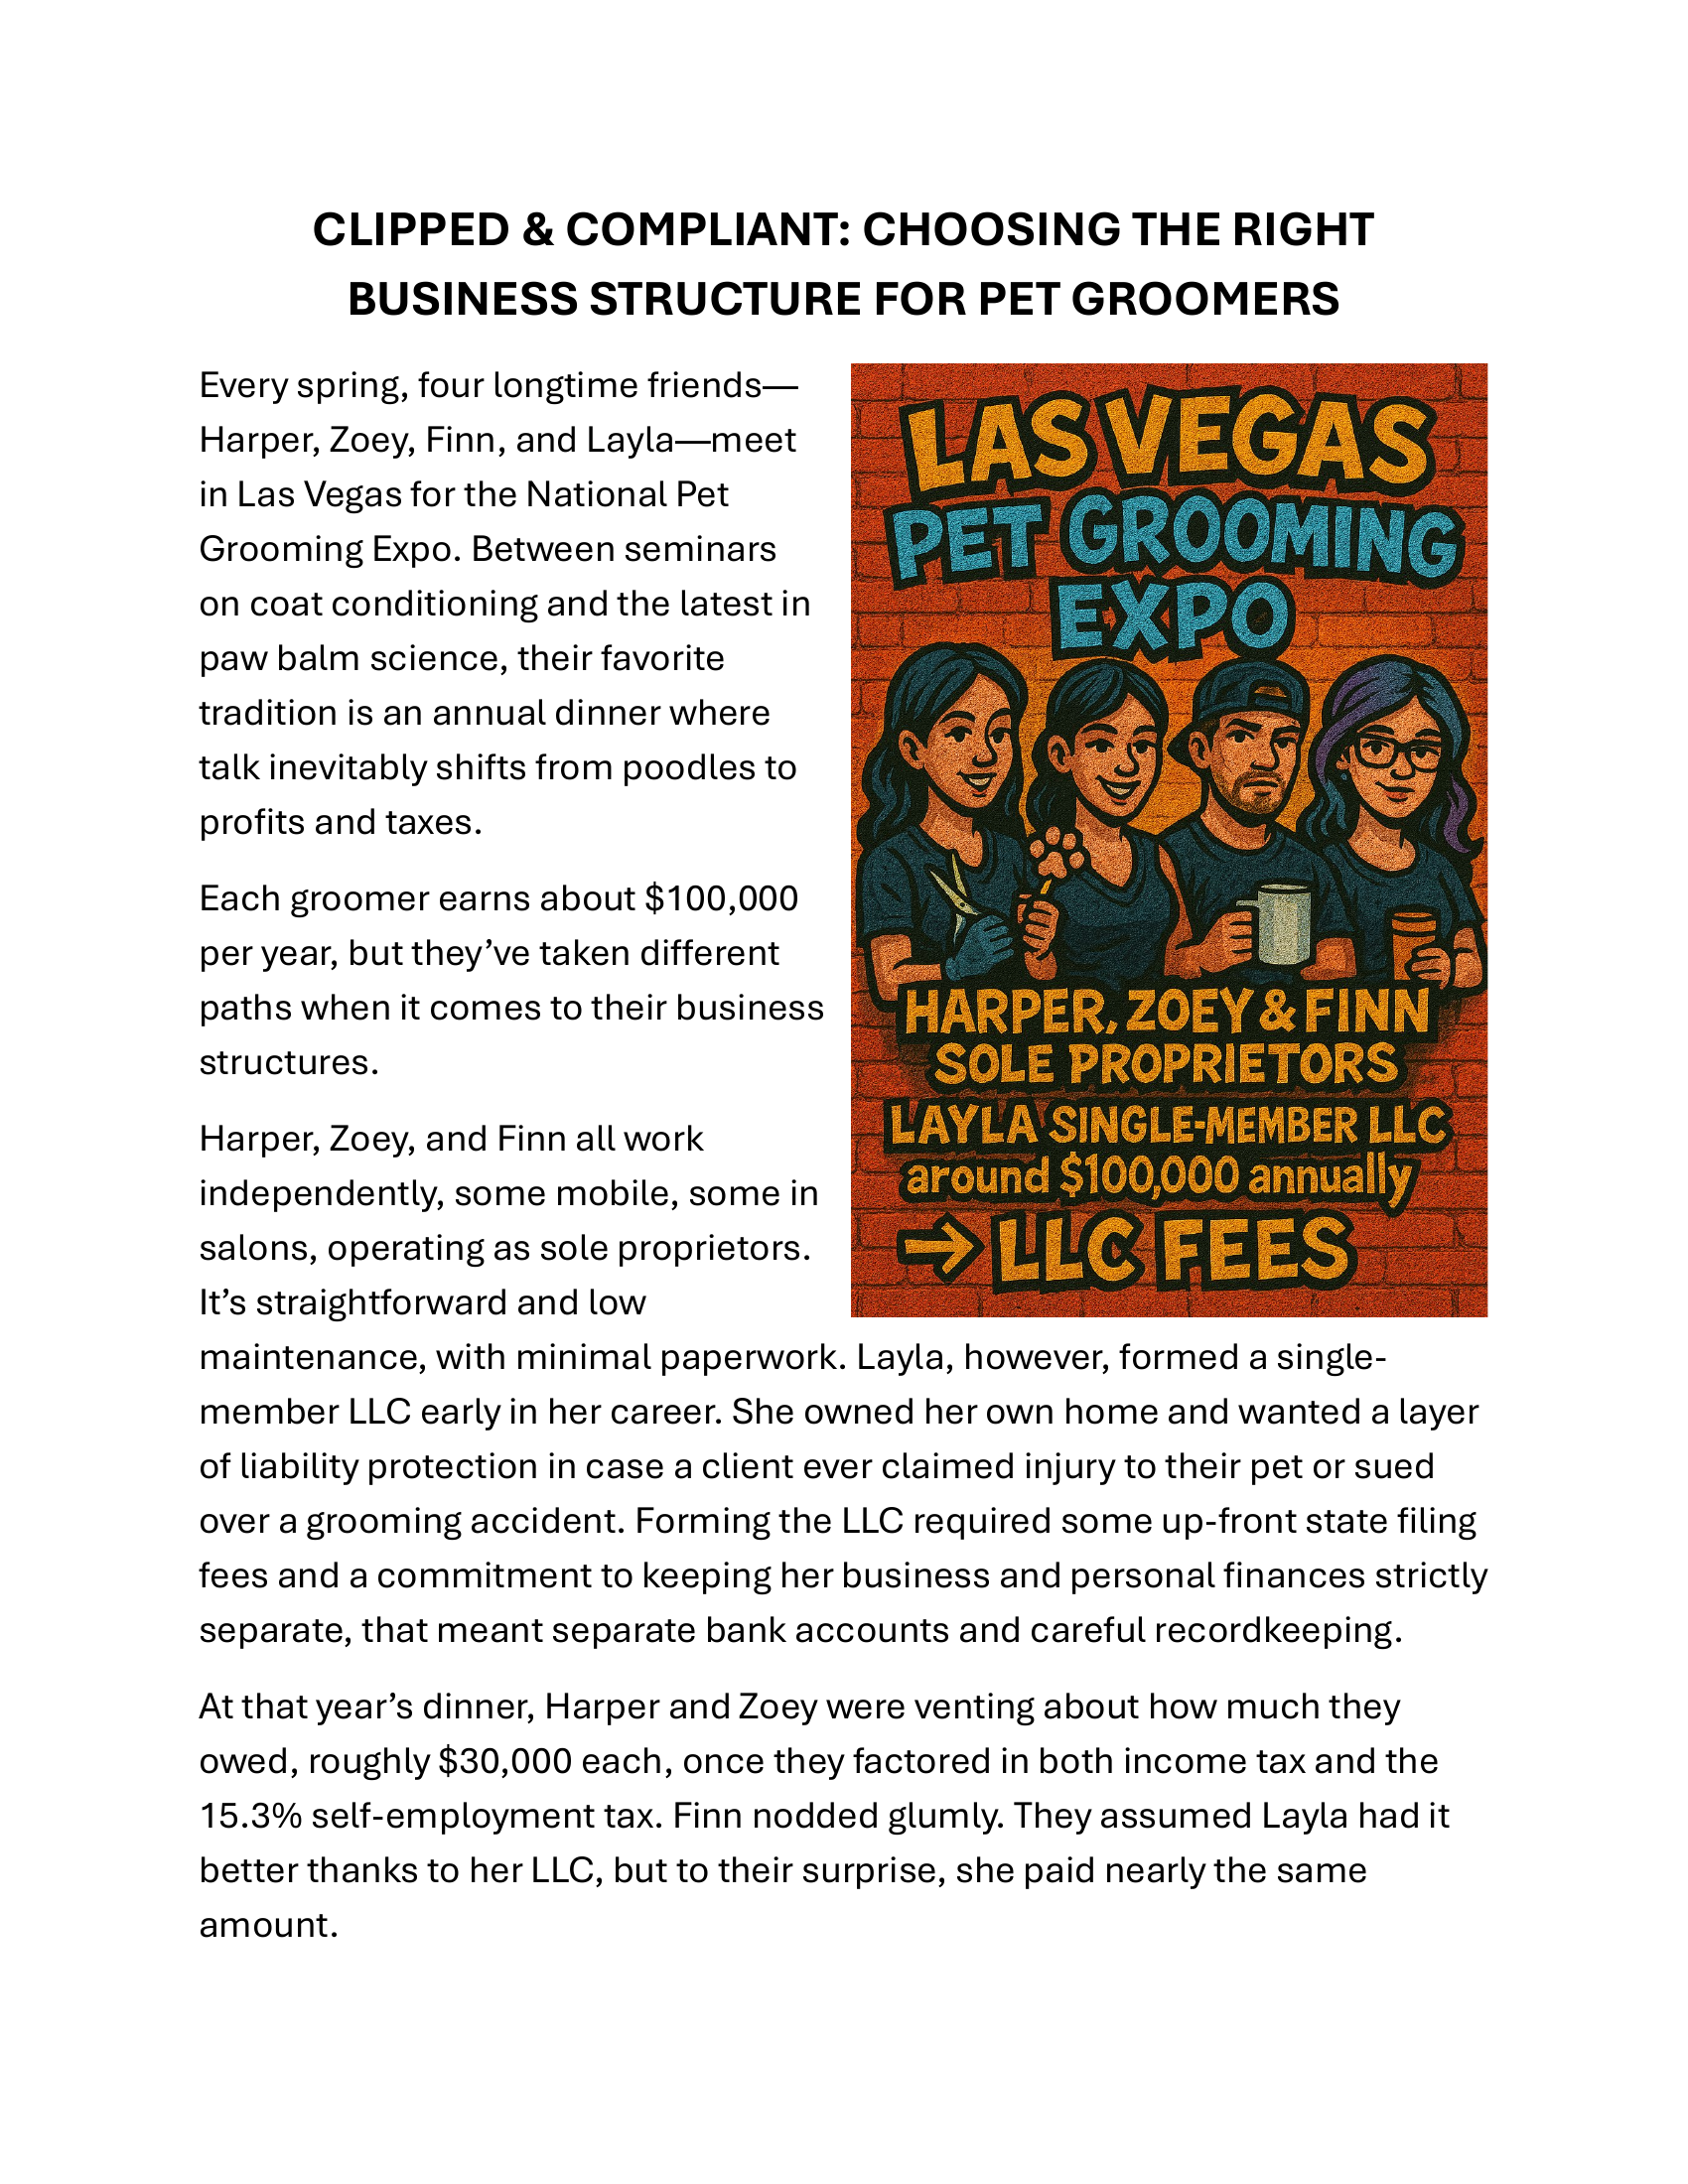 CLIPPED & COMPLIANT: CHOOSING THE RIGHT
BUSINESS STRUCTURE FOR PET GROOMERS
Every spring, four longtime friends—
Harper, Zoey, Finn, and Layla—meet
in Las Vegas for the National Pet
Grooming Expo. Between seminars
on coat conditioning and the latest in
paw balm science, their favorite
tradition is an annual dinner where
talk inevitably shifts from poodles to
profits and taxes.
Each groomer earns about $100,000
per year, but they’ve taken different
paths when it comes to their business
structures.
Harper, Zoey, and Finn all work
independently, some mobile, some in
salons, operating as sole proprietors.
It’s straightforward and low
LAS VEGAS
PET GROOMING
EXPO
HARPER, ZOEY & FINN
SOLE PROPRIETORS
LAYLA SINGLE-MEMBER LLC
around $100,000 annually
→ LLC FEES
maintenance, with minimal paperwork. Layla, however, formed a single-
member LLC early in her career. She owned her own home and wanted a layer
of liability protection in case a client ever claimed injury to their pet or sued
over a grooming accident. Forming the LLC required some up-front state filing
fees and a commitment to keeping her business and personal finances strictly
separate, that meant separate bank accounts and careful recordkeeping.
At that year’s dinner, Harper and Zoey were venting about how much they
owed, roughly $30,000 each, once they factored in both income tax and the
15.3% self-employment tax. Finn nodded glumly. They assumed Layla had it
better thanks to her LLC, but to their surprise, she paid nearly the same
amount.